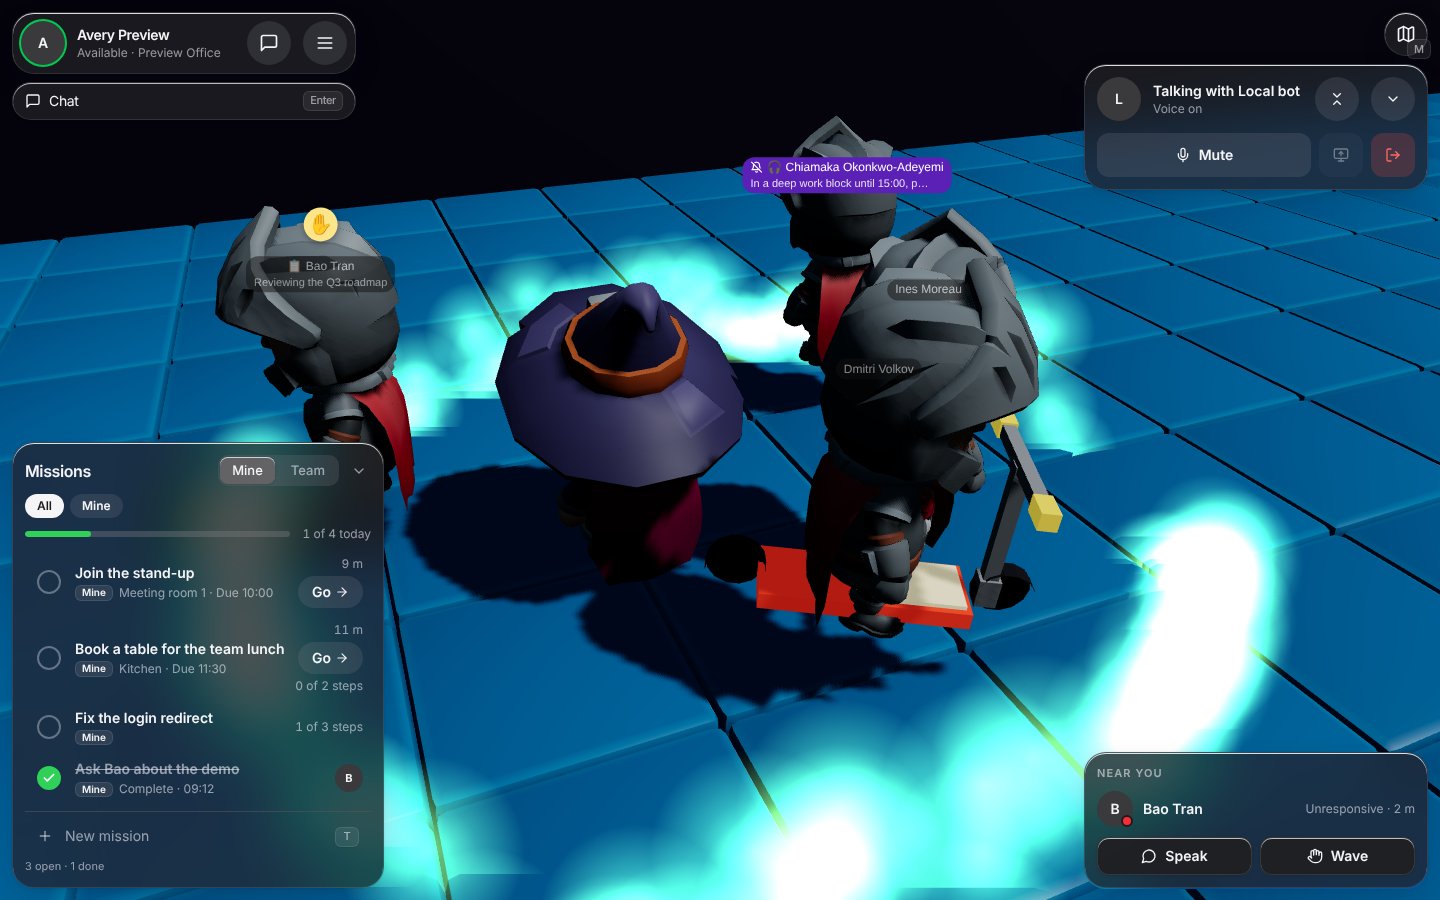 A
Avery Preview
Available · Preview Office
Chat
Enter
M
L
Talking with Local bot
Voice on
Mute
Chiamaka Okonkwo-Adeyemi
In a deep work block until 15:00, p…
Bao Tran
Reviewing the Q3 roadmap
Ines Moreau
Dmitri Volkov
Missions
Mine
Team
All
Mine
1 of 4 today
Join the stand-up
Mine
Meeting room 1 · Due 10:00
9 m
Go
Book a table for the team lunch
Mine
Kitchen · Due 11:30
11 m
Go
0 of 2 steps
Fix the login redirect
Mine
1 of 3 steps
Ask Bao about the demo
Mine
Complete · 09:12
B
New mission
T
3 open · 1 done
NEAR YOU
B
Bao Tran
Unresponsive · 2 m
Speak
Wave